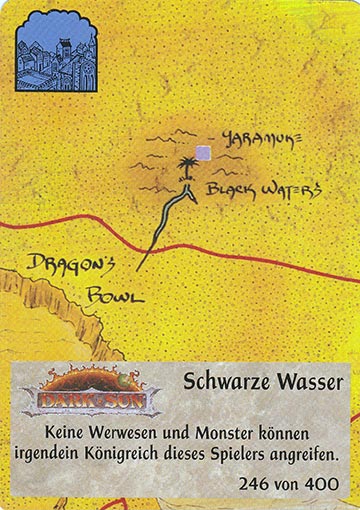 YARAMUKE
BLACK WATERS
DRAGON'S
BOWL
Schwarze Wasser
DARK SUN
Keine Werwesen und Monster können
irgendein Königreich dieses Spielers angreifen.
246 von 400